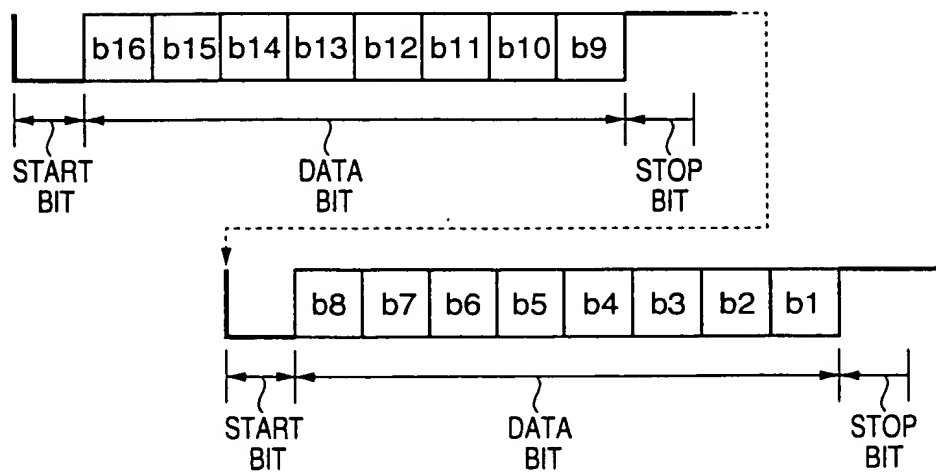 b16 b15 b14 b13 b12 b11 b10 b9
START BIT
DATA BIT
STOP BIT
b8 b7 b6 b5 b4 b3 b2 b1
START BIT
DATA BIT
STOP BIT